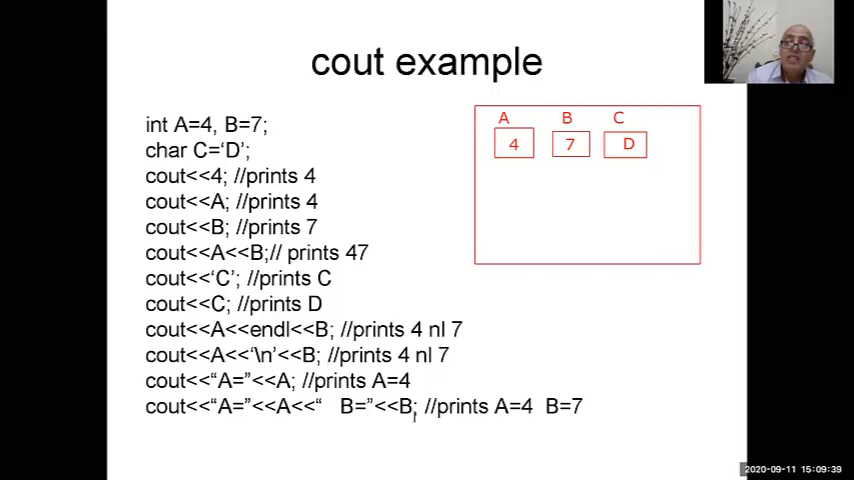 cout example
int A=4, B=7;
char C=‘D’;
cout<<4; //prints 4
cout<<A; //prints 4
cout<<B; //prints 7
cout<<A<<B;// prints 47
cout<<‘C’; //prints C
cout<<C; //prints D
cout<<A<<endl<<B; //prints 4 nl 7
cout<<A<<‘\n’<<B; //prints 4 nl 7
cout<<“A=”<<A; //prints A=4
cout<<“A=”<<A<<“   B=”<<B; //prints A=4  B=7
A B C
4 7 D
2020-09-11 15:09:39